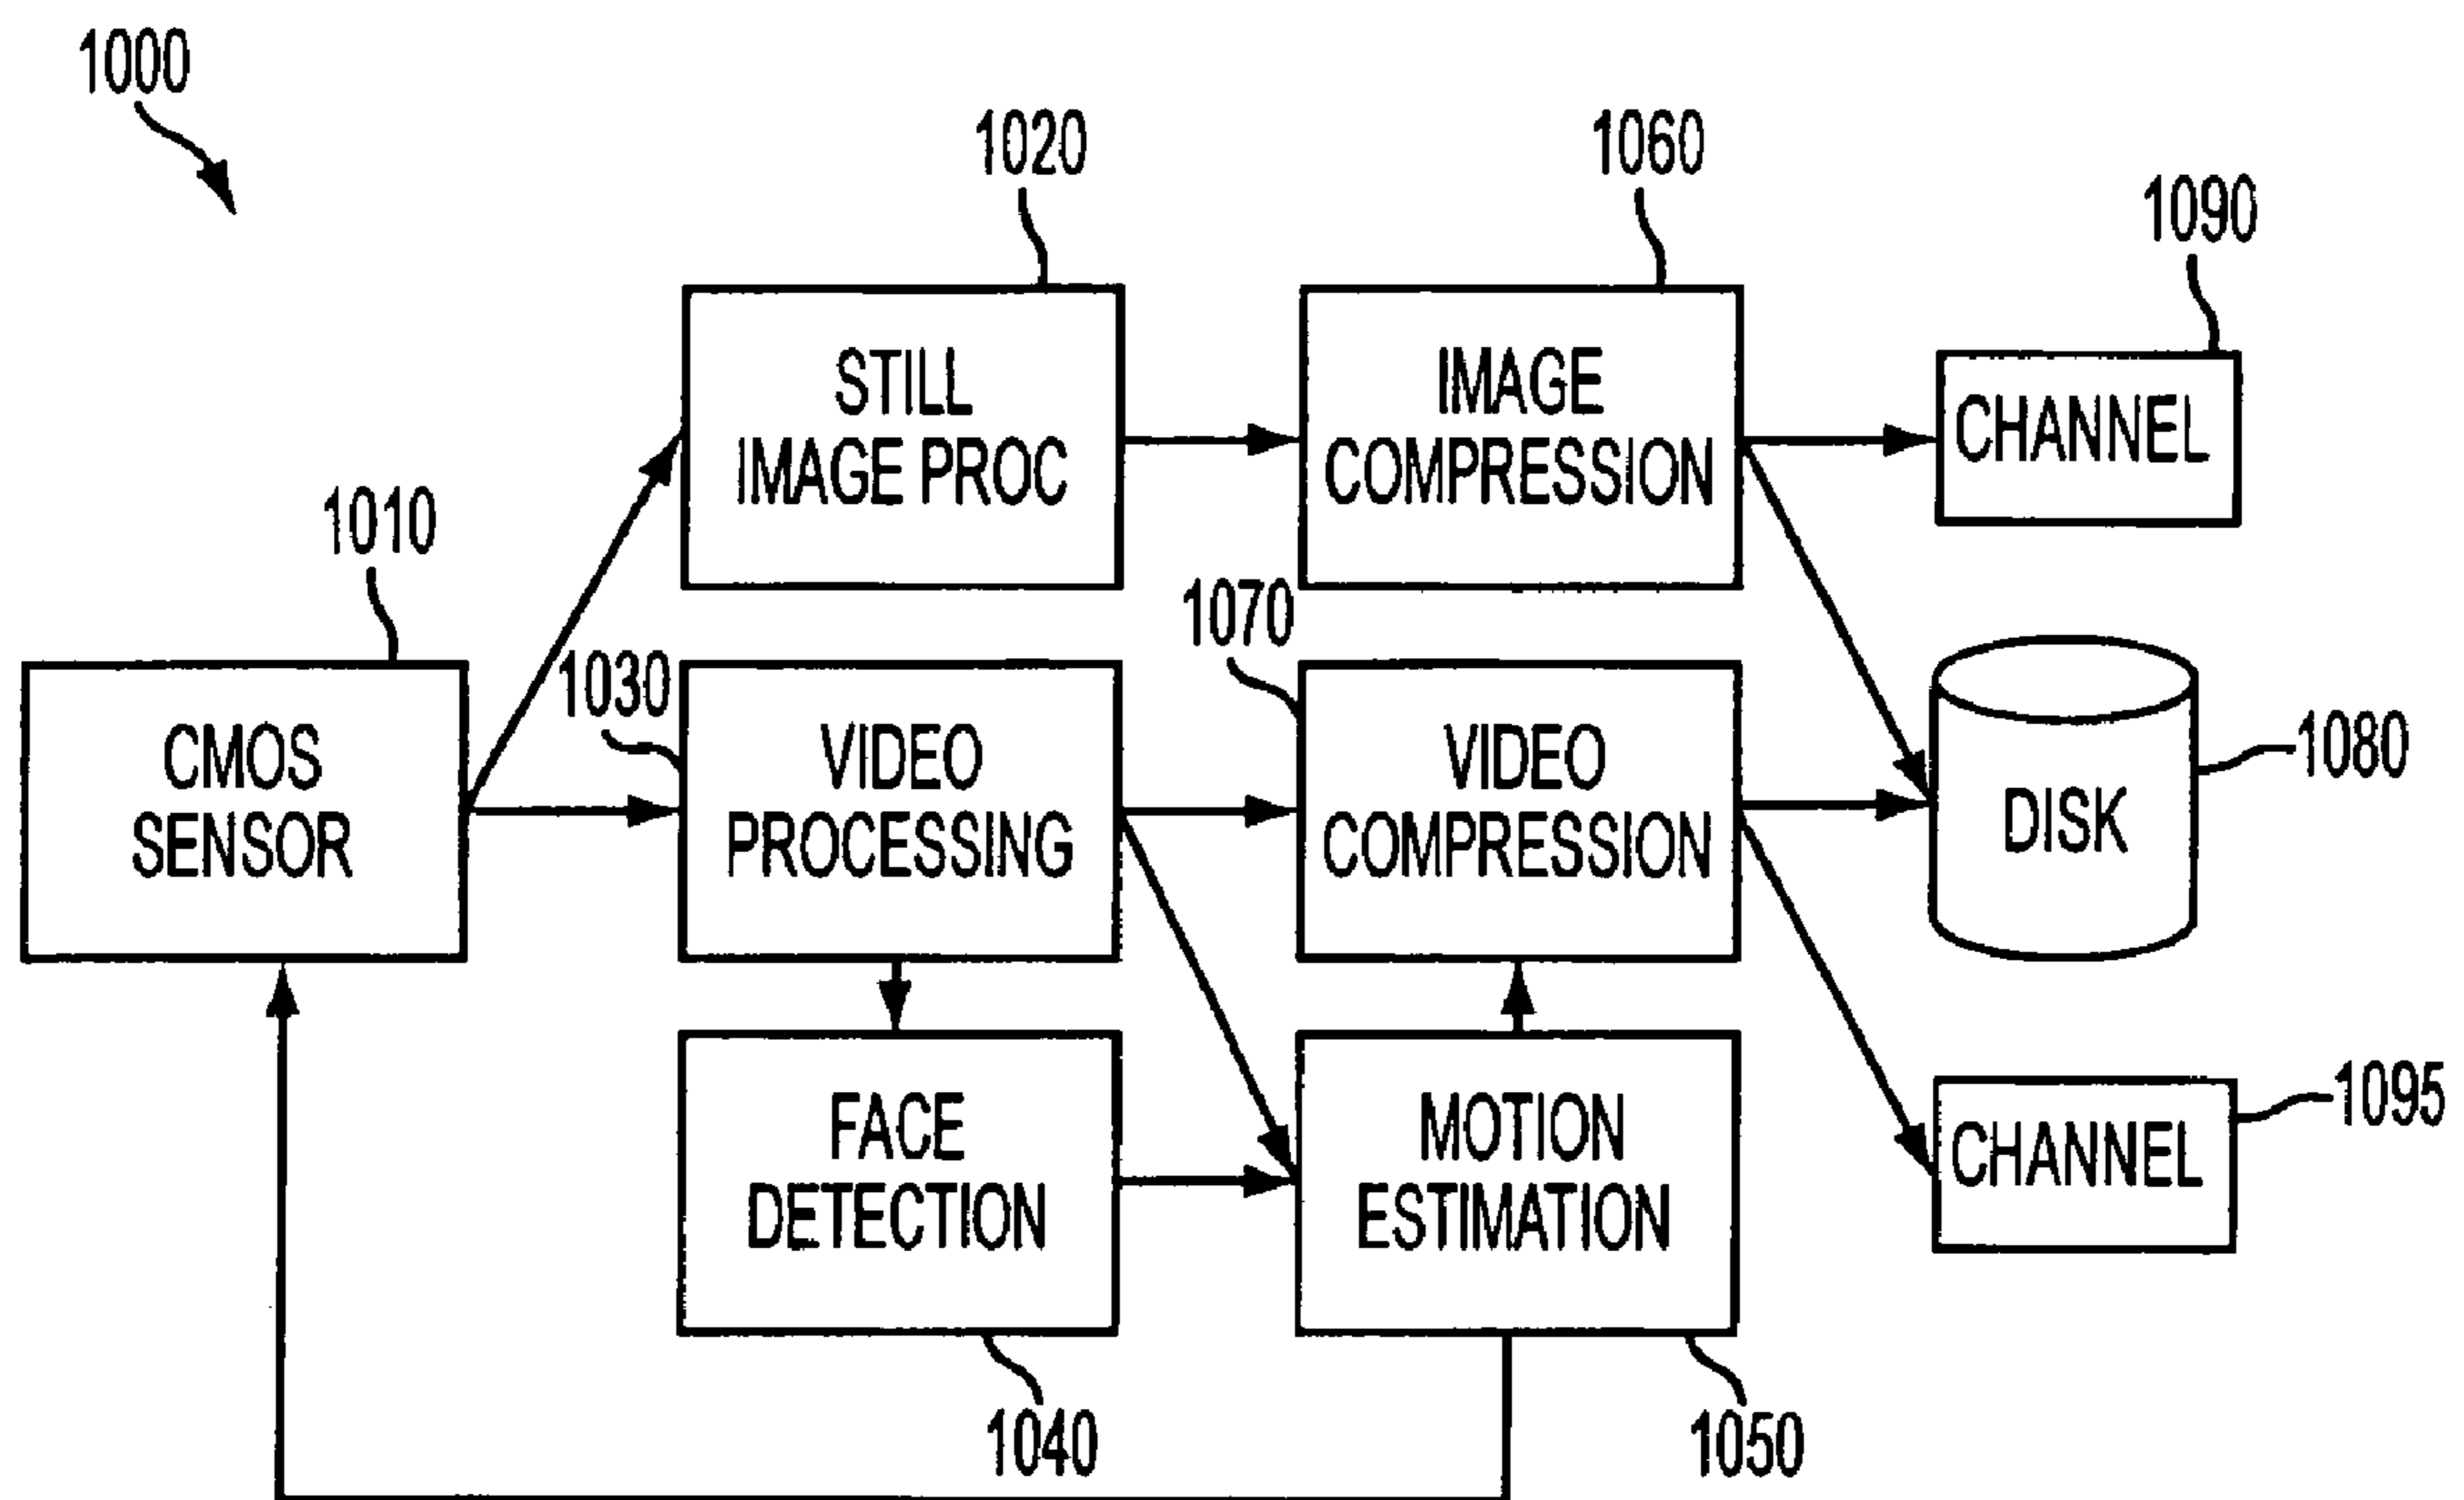 1000
1020
1060
1090
STILL
IMAGE PROC
IMAGE
COMPRESSION
CHANNEL
1010
1070
1030
CMOS
SENSOR
VIDEO
PROCESSING
VIDEO
COMPRESSION
DISK
1080
FACE
DETECTION
MOTION
ESTIMATION
CHANNEL
1095
1040
1050